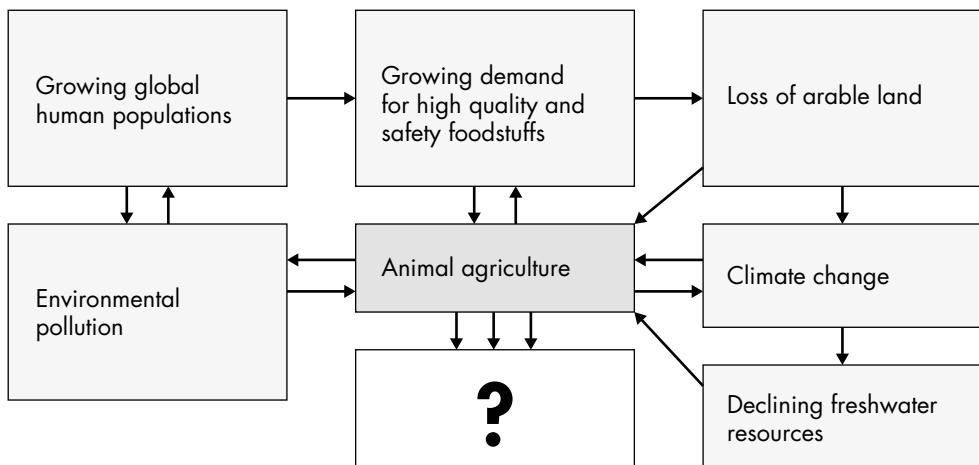 Growing global
human populations
Growing demand
for high quality and
safety foodstuffs
Loss of arable land
Environmental
pollution
Animal agriculture
Climate change
?
Declining freshwater
resources